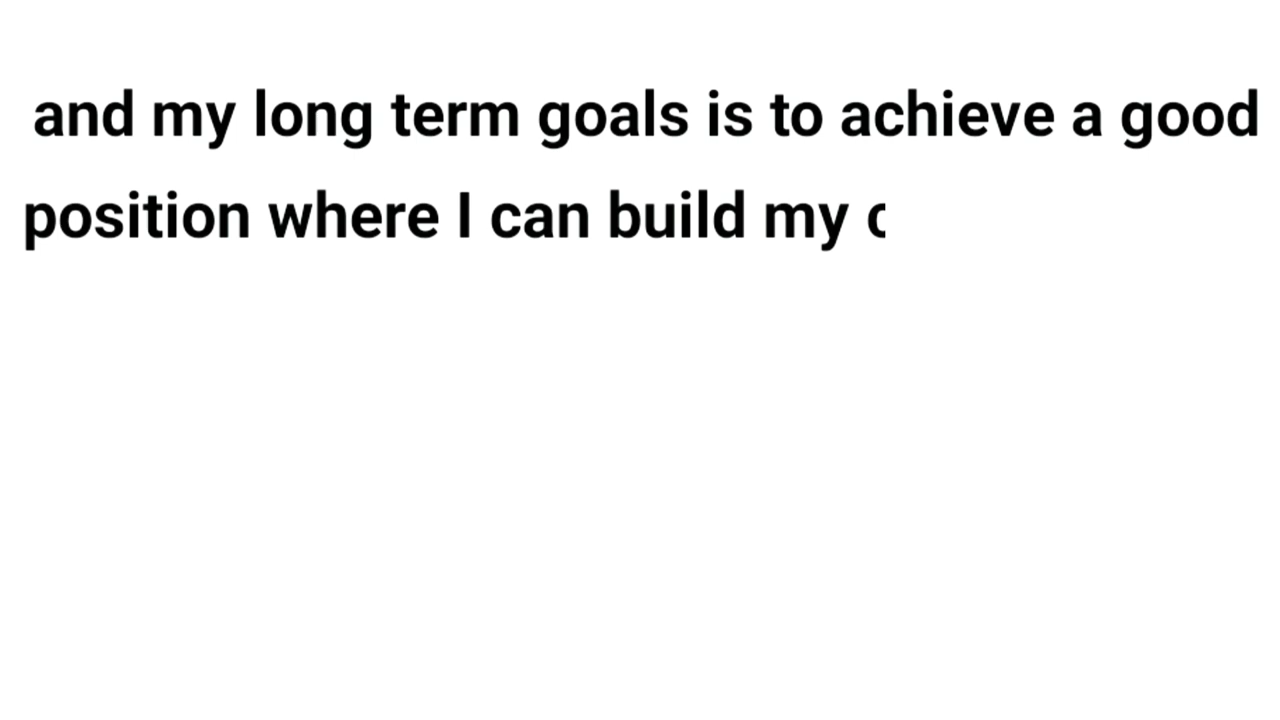 and my long term goals is to achieve a good
position where I can build my